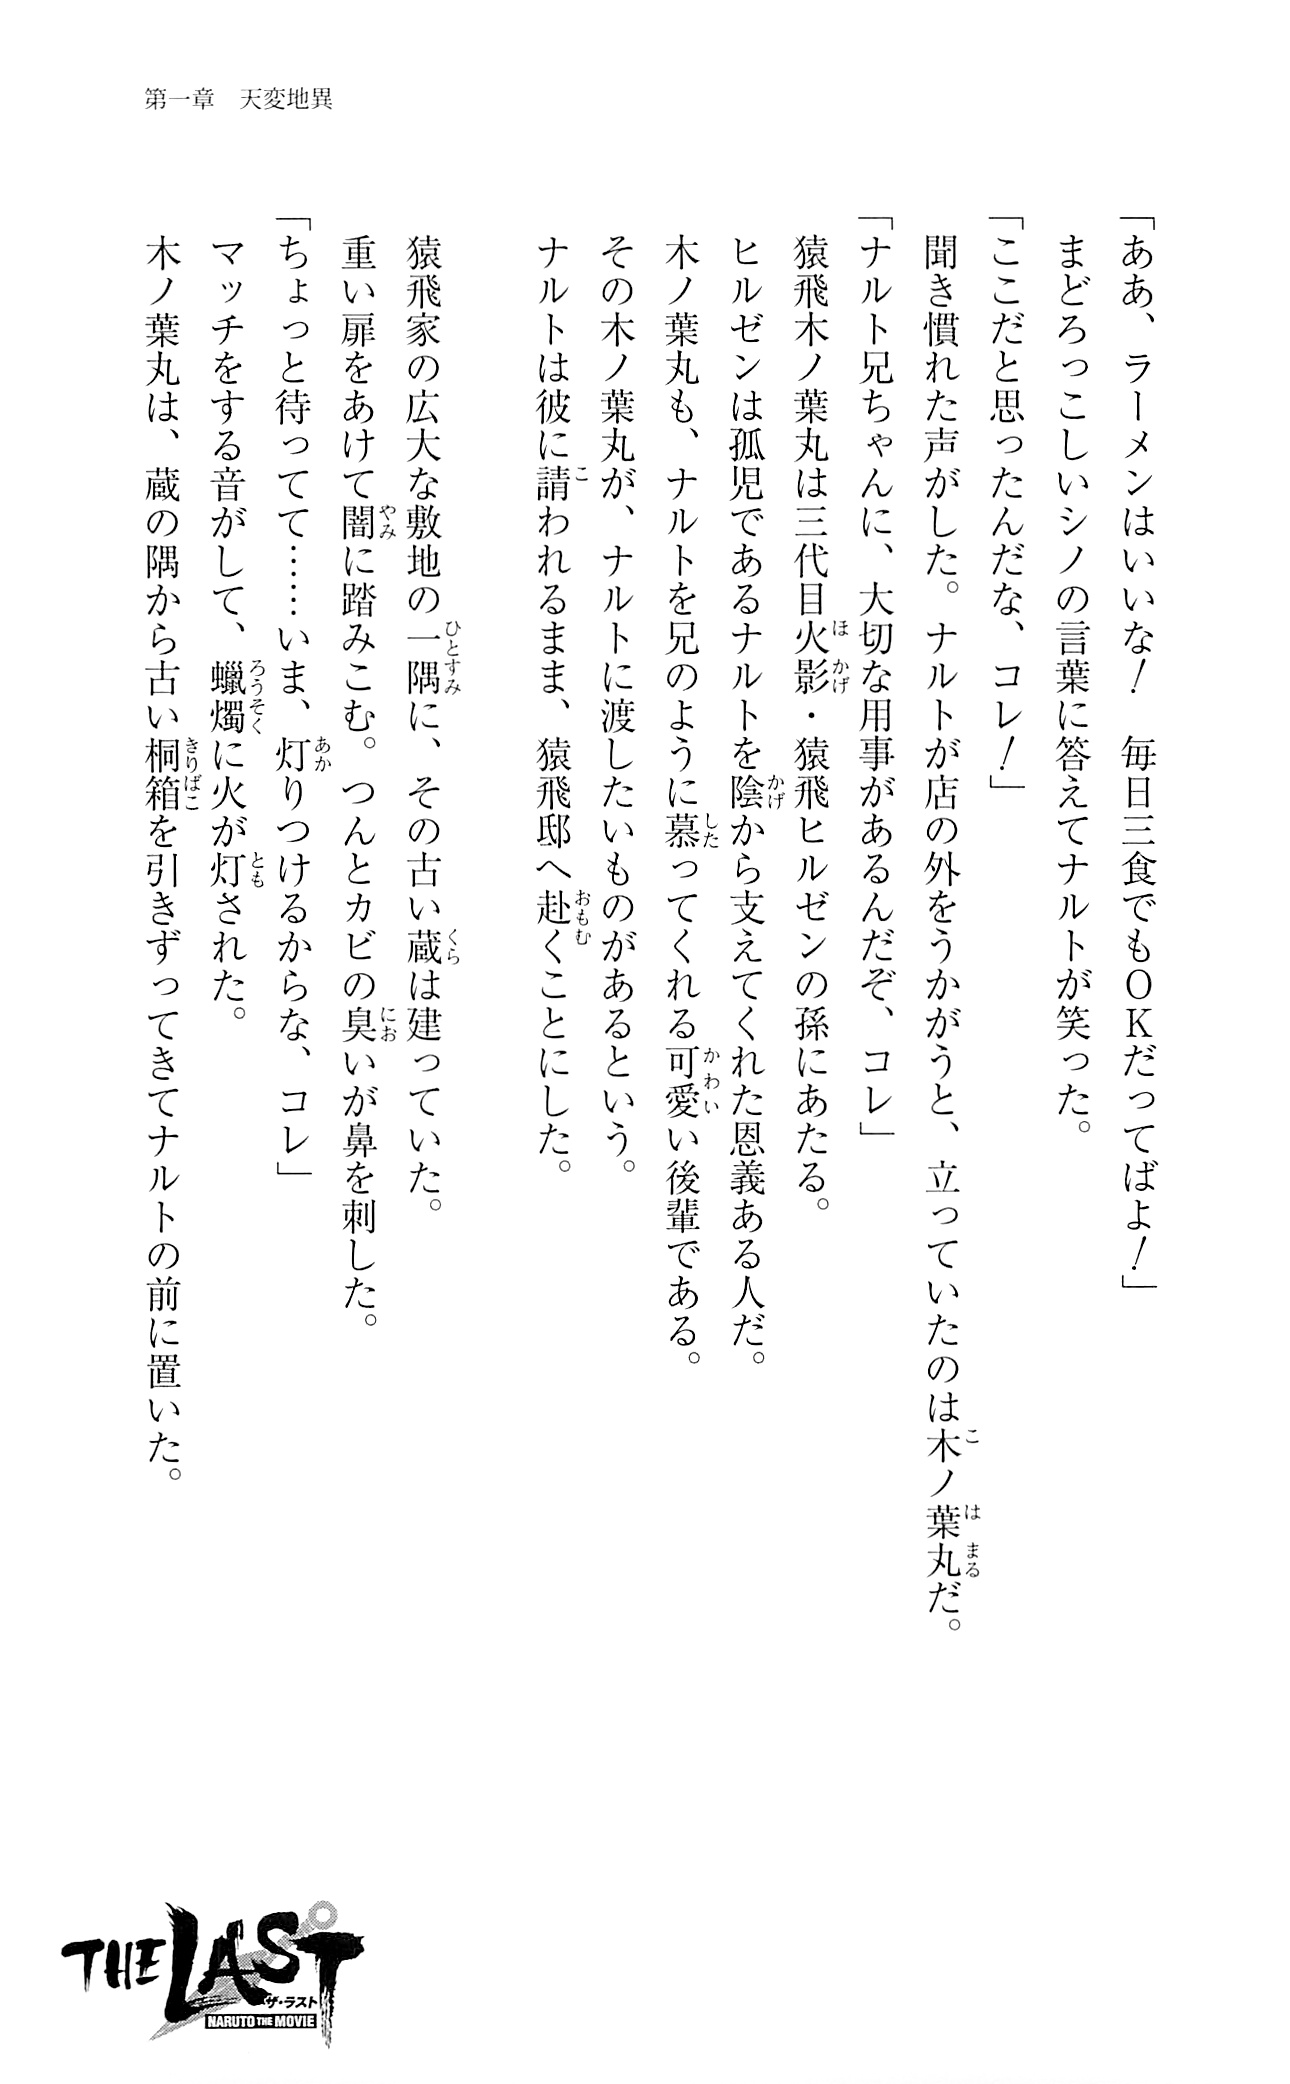 第一章　天変地異
「ああ、ラーメンはいいな！　毎日三食でもＯＫだってばよ！」
まどろっこしいシノの言葉に答えてナルトが笑った。
「ここだと思ったんだな、コレ！」
聞き慣れた声がした。ナルトが店の外をうかがうと、立っていたのは木ノ葉丸だ。
「ナルト兄ちゃんに、大切な用事があるんだぞ、コレ」
猿飛木ノ葉丸は三代目火影・猿飛ヒルゼンの孫にあたる。
ヒルゼンは孤児であるナルトを陰から支えてくれた恩義ある人だ。
木ノ葉丸も、ナルトを兄のように慕ってくれる可愛い後輩である。
その木ノ葉丸が、ナルトに渡したいものがあるという。
ナルトは彼に請われるまま、猿飛邸へ赴くことにした。
猿飛家の広大な敷地の一隅に、その古い蔵は建っていた。
重い扉をあけて闇に踏みこむ。つんとカビの臭いが鼻を刺した。
「ちょっと待ってて……いま、灯りつけるからな、コレ」
マッチをする音がして、蠟燭に火が灯された。
木ノ葉丸は、蔵の隅から古い桐箱を引きずってきてナルトの前に置いた。
THE LAST
ザ・ラスト
NARUTO THE MOVIE